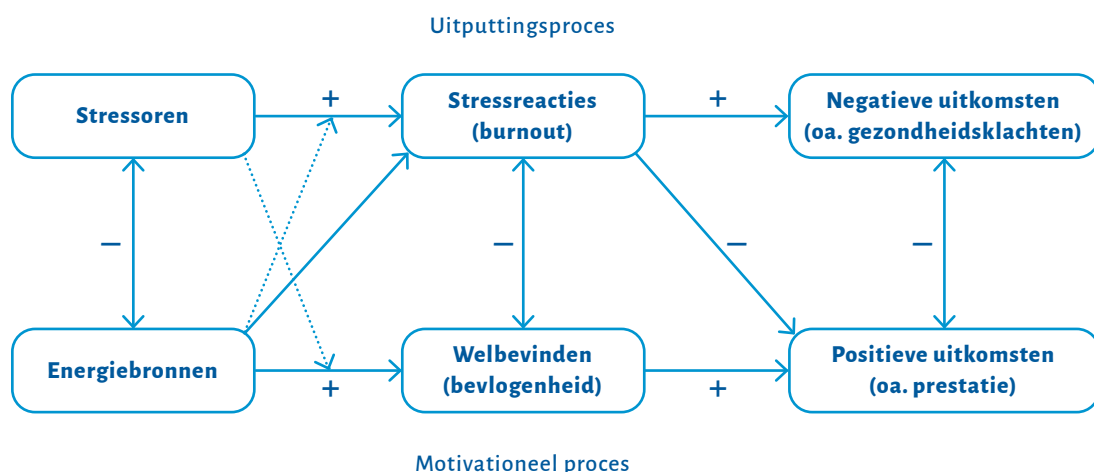 Uitputtingsproces
Stressoren
+
Stressreacties
(burnout)
+
Negatieve uitkomsten
(oa. gezondheidsklachten)
–
–
–
–
Energiebronnen
+
Welbevinden
(bevlogenheid)
+
Positieve uitkomsten
(oa. prestatie)
Motivationeel proces